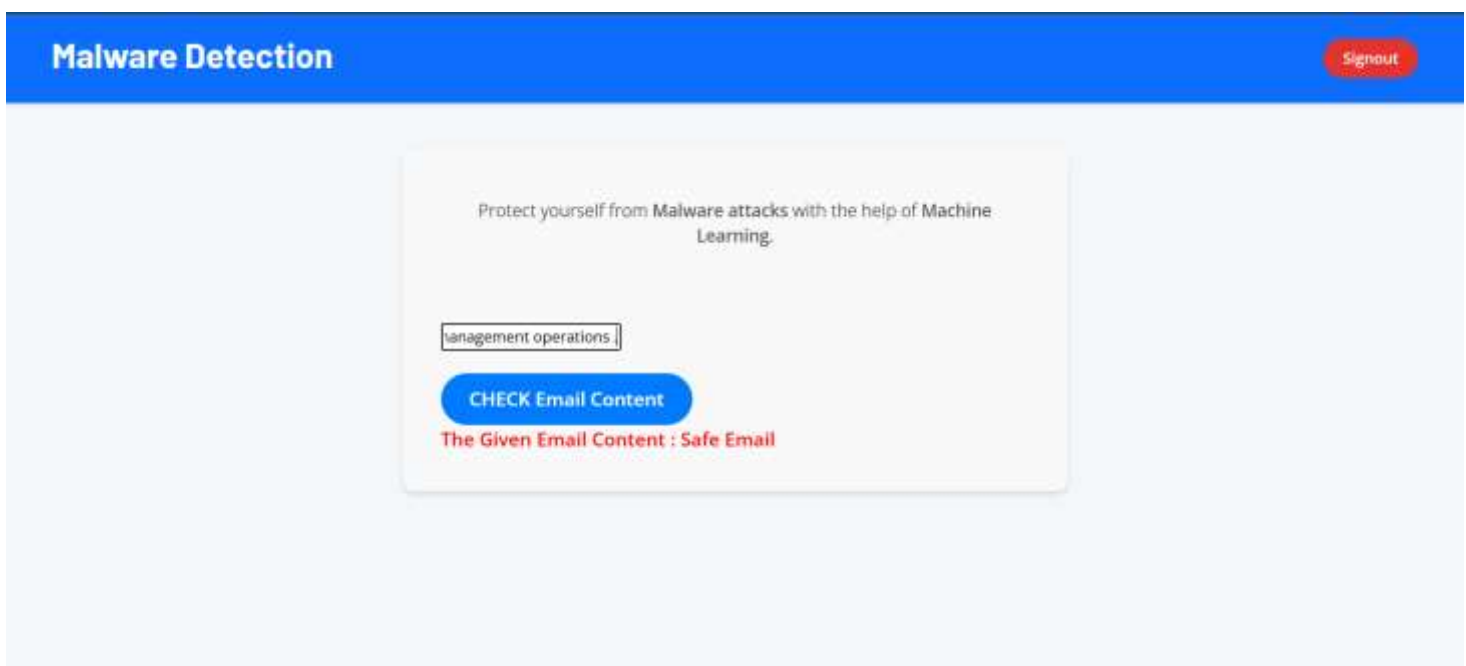 Malware Detection
Signout
Protect yourself from Malware attacks with the help of Machine
Learning.
operations .
CHECK Email Content
The Given Email Content : Safe Email